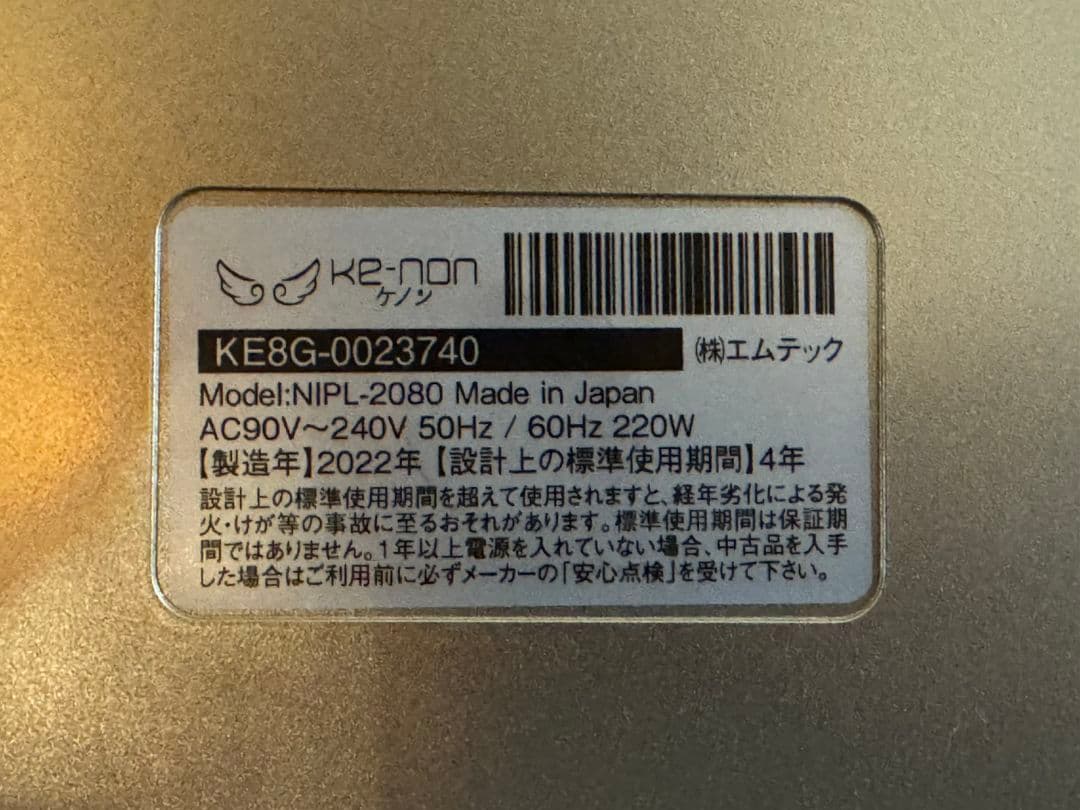 ke-non
ケノン
KE8G-0023740
(株)エムテック
Model:NIPL-2080 Made in Japan
AC90V～240V 50Hz / 60Hz 220W
【製造年】2022年【設計上の標準使用期間】4年
設計上の標準使用期間を超えて使用されますと、経年劣化による発
火・けが等の事故に至るおそれがあります。標準使用期間は保証期
間ではありません。1年以上電源を入れていない場合、中古品を入手
した場合はご利用前に必ずメーカーの「安心点検」を受けて下さい。